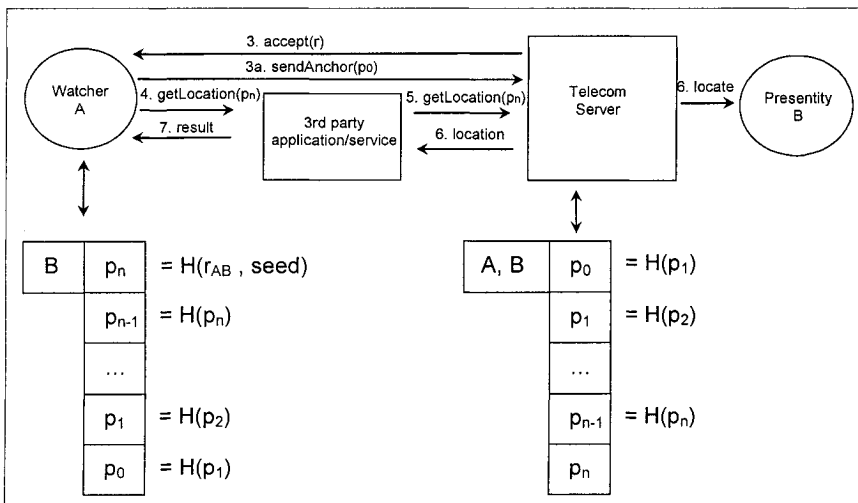 3. accept(r)
3a. sendAnchor(p0)
Watcher
A
4. getLocation(pn)
7. result
3rd party
application/service
5. getLocation(pn)
6. location
Telecom
Server
6. locate
Presentity
B
B pn = H(rAB , seed)
pn-1 = H(pn)
...
p1 = H(p2)
p0 = H(p1)
A, B p0 = H(p1)
p1 = H(p2)
...
pn-1 = H(pn)
pn